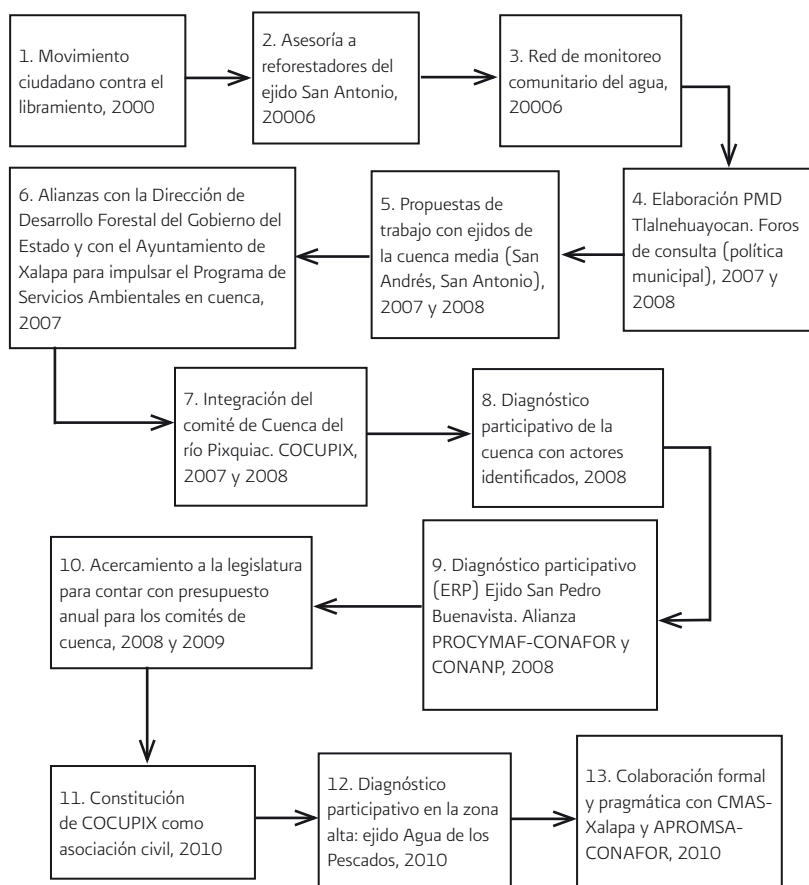 1. Movimiento
ciudadano contra el
libramiento, 2000
2. Asesoría a
reforestadores del
ejido San Antonio,
20006
3. Red de monitoreo
comunitario del agua,
20006
4. Elaboración PMD
Tlalnehuayocan. Foros
de consulta (política
municipal), 2007 y
2008
5. Propuestas de
trabajo con ejidos de
la cuenca media (San
Andrés, San Antonio),
2007 y 2008
6. Alianzas con la Dirección de
Desarrollo Forestal del Gobierno del
Estado y con el Ayuntamiento de
Xalapa para impulsar el Programa de
Servicios Ambientales en cuenca,
2007
7. Integración del
comité de Cuenca del
río Pixquiac. COCUPIX,
2007 y 2008
8. Diagnóstico
participativo de la
cuenca con actores
identificados, 2008
9. Diagnóstico participativo
(ERP) Ejido San Pedro
Buenavista. Alianza
PROCYMAF-CONAFOR y
CONANP, 2008
10. Acercamiento a la legislatura
para contar con presupuesto
anual para los comités de
cuenca, 2008 y 2009
11. Constitución
de COCUPIX como
asociación civil, 2010
12. Diagnóstico
participativo en la zona
alta: ejido Agua de los
Pescados, 2010
13. Colaboración formal
y pragmática con CMAS-
Xalapa y APROMSA-
CONAFOR, 2010